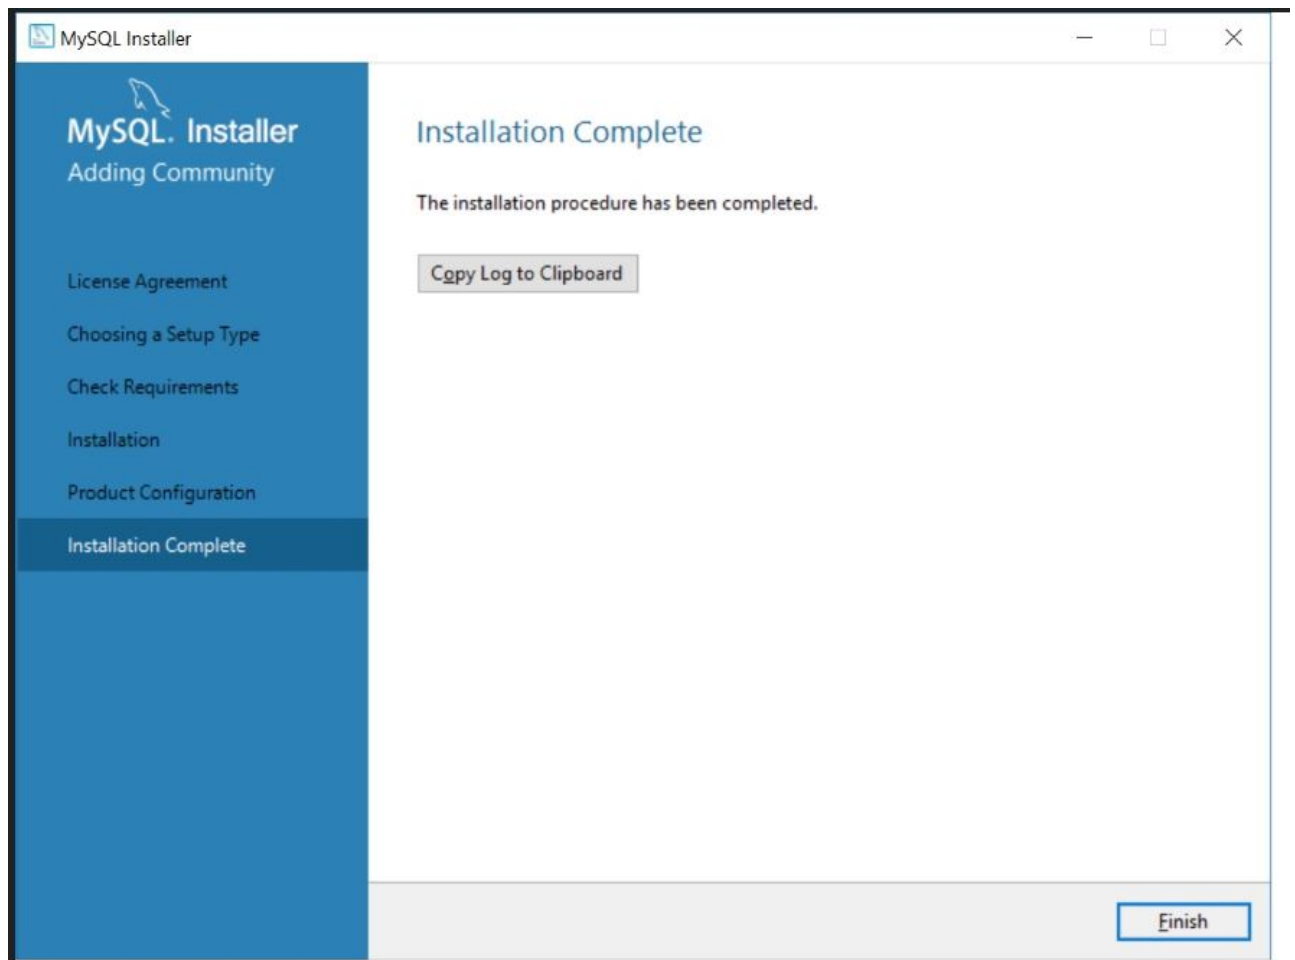 MySQL Installer
MySQL. Installer
Adding Community
License Agreement
Choosing a Setup Type
Check Requirements
Installation
Product Configuration
Installation Complete
Installation Complete
The installation procedure has been completed.
Copy Log to Clipboard
Finish